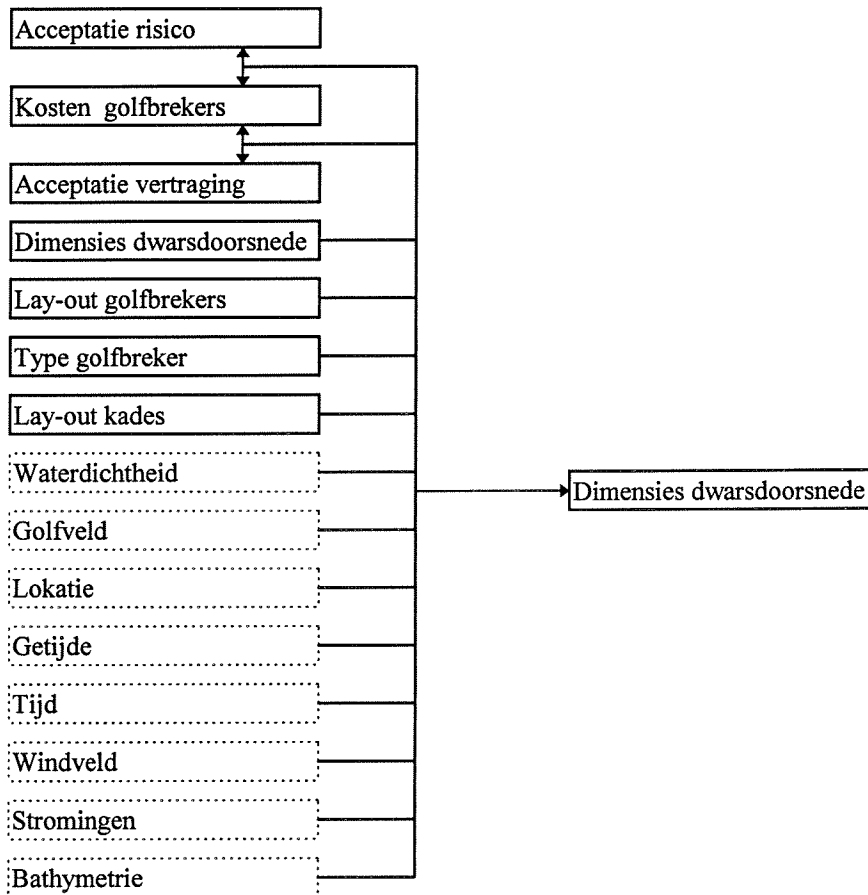 Acceptatie risico
Kosten golfbrekers
Acceptatie vertraging
Dimensies dwarsdoorsnede
Lay-out golfbrekers
Type golfbreker
Lay-out kades
Waterdichtheid
Golfveld
Lokatie
Getijde
Tijd
Windveld
Stromingen
Bathymetrie
Dimensies dwarsdoorsnede